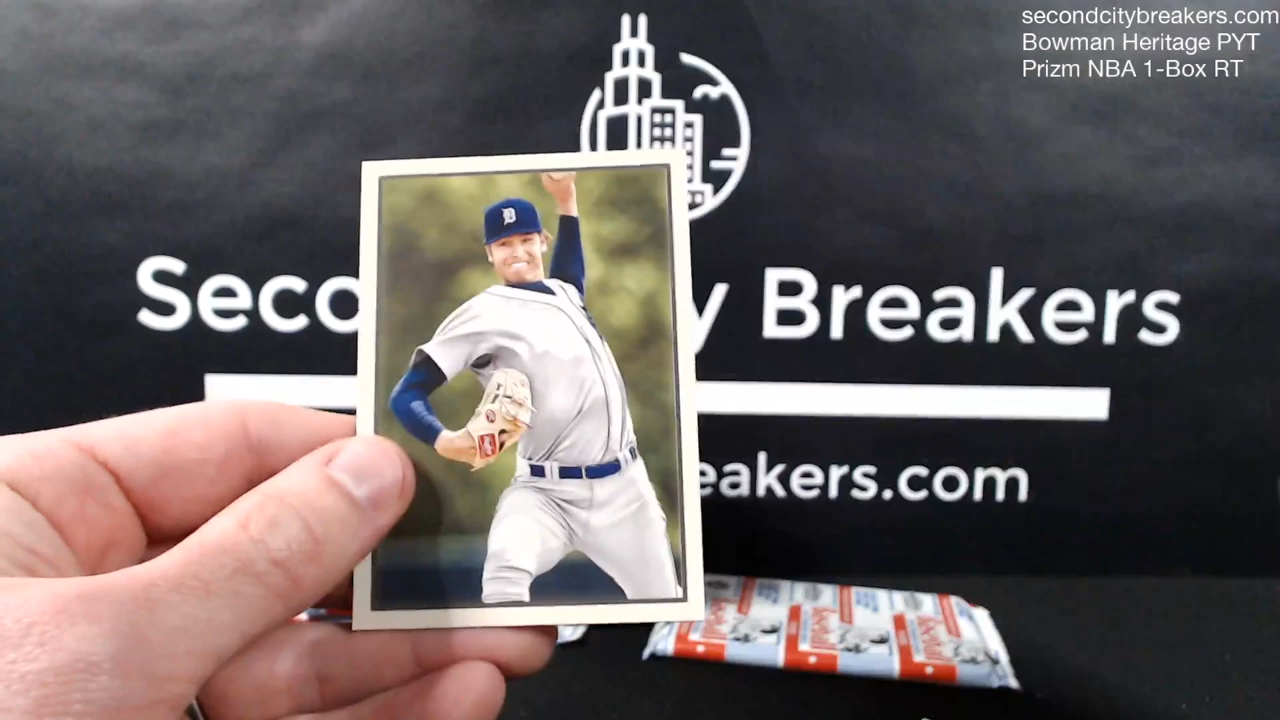 secondcitybreakers.com
Bowman Heritage PYT
Prizm NBA 1-Box RT
Seco y Breakers
eakers.com
D